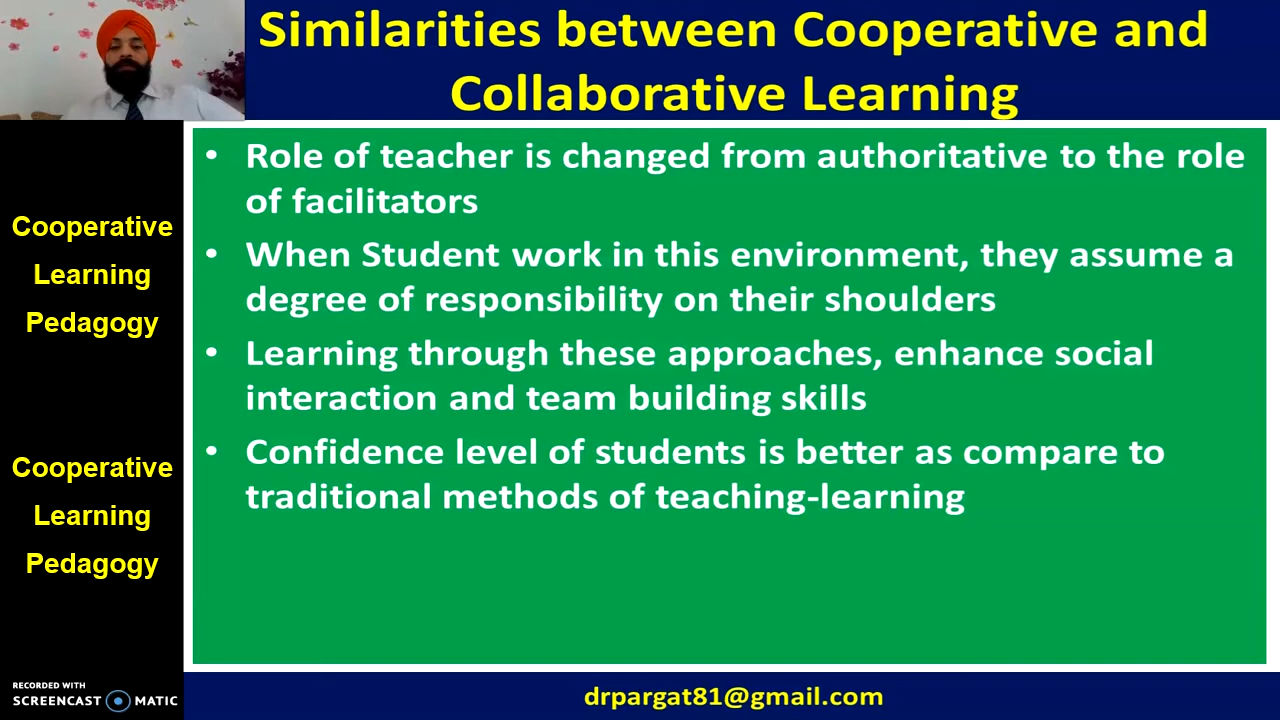 Similarities between Cooperative and
Collaborative Learning
• Role of teacher is changed from authoritative to the role
of facilitators
• When Student work in this environment, they assume a
degree of responsibility on their shoulders
• Learning through these approaches, enhance social
interaction and team building skills
• Confidence level of students is better as compare to
traditional methods of teaching-learning
Cooperative
Learning
Pedagogy
Cooperative
Learning
Pedagogy
RECORDED WITH
SCREENCAST MATIC
drpargat81@gmail.com